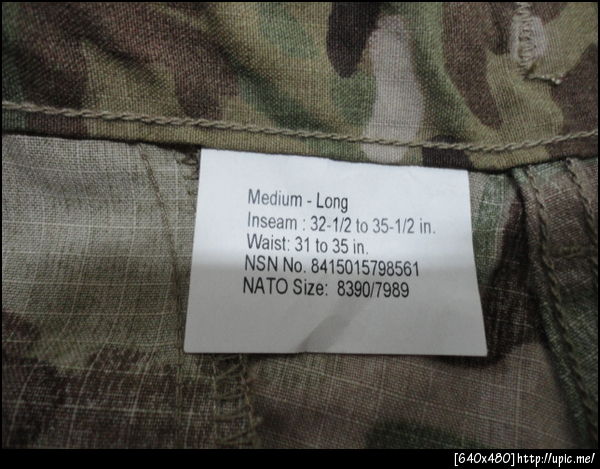 Medium - Long
Inseam : 32-1/2 to 35-1/2 in.
Waist: 31 to 35 in.
NSN No. 8415015798561
NATO Size: 8390/7989
[640x480]http://upic.me/